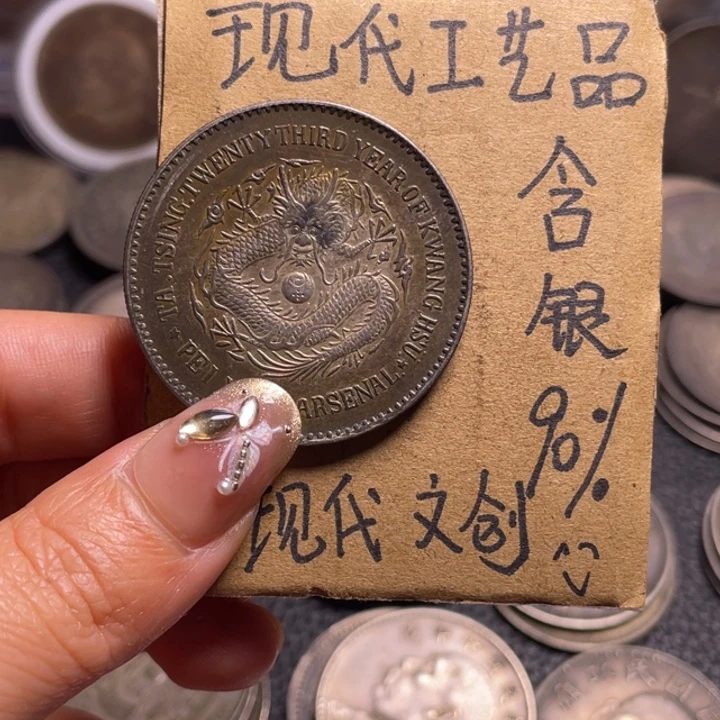 现代工艺品
含银
90%
现代文创
TA TSING TWENTY THIRD YEAR OF KWANG HSU
PEI
ARSENAL